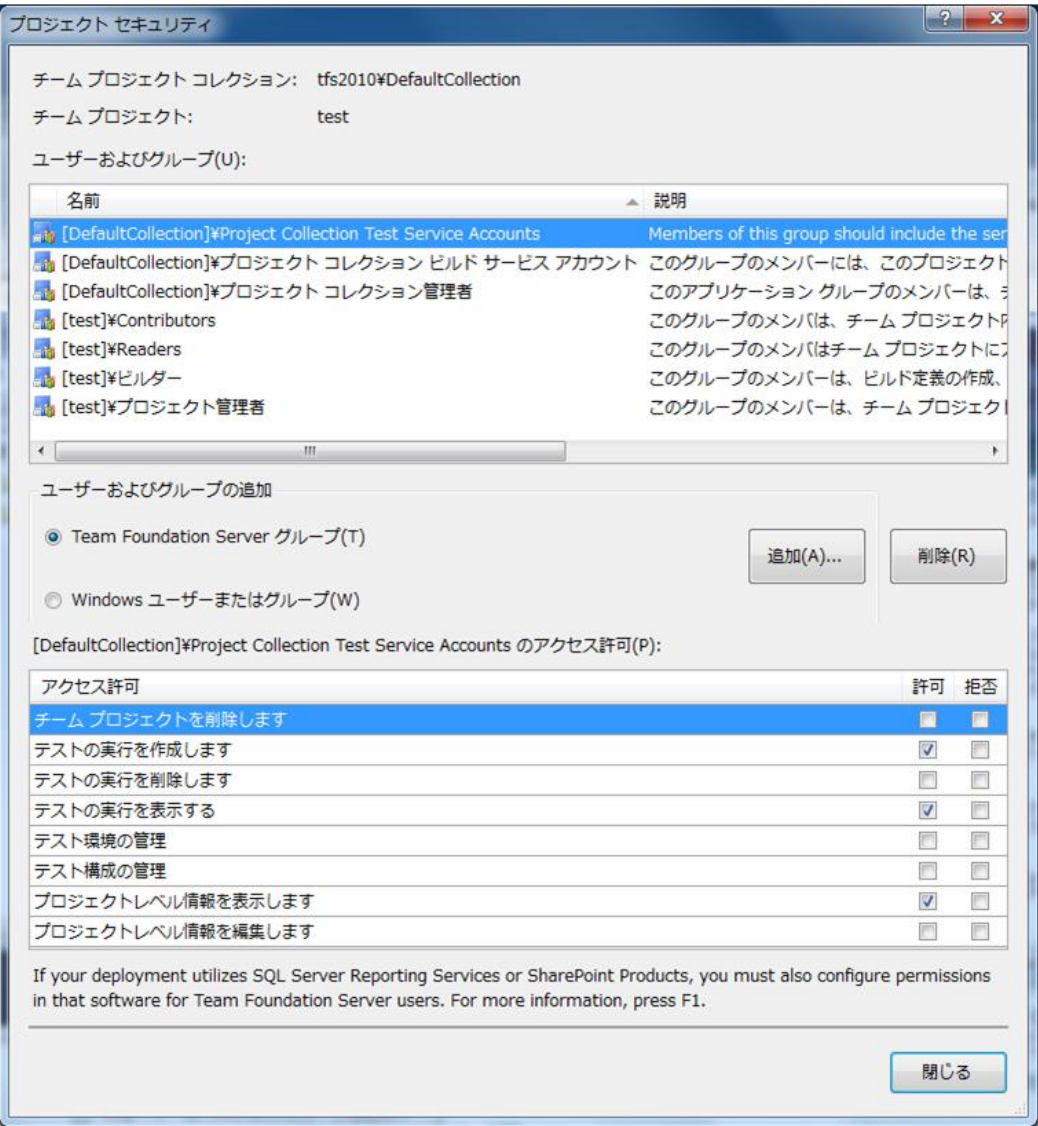 プロジェクト セキュリティ
チーム プロジェクト コレクション: tfs2010¥DefaultCollection
チーム プロジェクト: test
ユーザーおよびグループ(U):
名前 説明
[DefaultCollection]¥Project Collection Test Service Accounts Members of this group should include the ser
[DefaultCollection]¥プロジェクト コレクション ビルド サービス アカウント このグループのメンバーには、このプロジェクト
[DefaultCollection]¥プロジェクト コレクション管理者 このアプリケーション グループのメンバーは、
[test]¥Contributors このグループのメンバは、チーム プロジェクト
[test]¥Readers このグループのメンバはチーム プロジェクトに
[test]¥ビルダー このグループのメンバーは、ビルド定義の作成、
[test]¥プロジェクト管理者 このグループのメンバーは、チーム プロジェク
ユーザーおよびグループの追加
Team Foundation Server グループ(T)
追加(A)... 削除(R)
Windows ユーザーまたはグループ(W)
[DefaultCollection]¥Project Collection Test Service Accounts のアクセス許可(P):
アクセス許可 許可 拒否
チーム プロジェクトを削除します
テストの実行を作成します
テストの実行を削除します
テストの実行を表示する
テスト環境の管理
テスト構成の管理
プロジェクトレベル情報を表示します
プロジェクトレベル情報を編集します
If your deployment utilizes SQL Server Reporting Services or SharePoint Products, you must also configure permissions
in that software for Team Foundation Server users. For more information, press F1.
閉じる